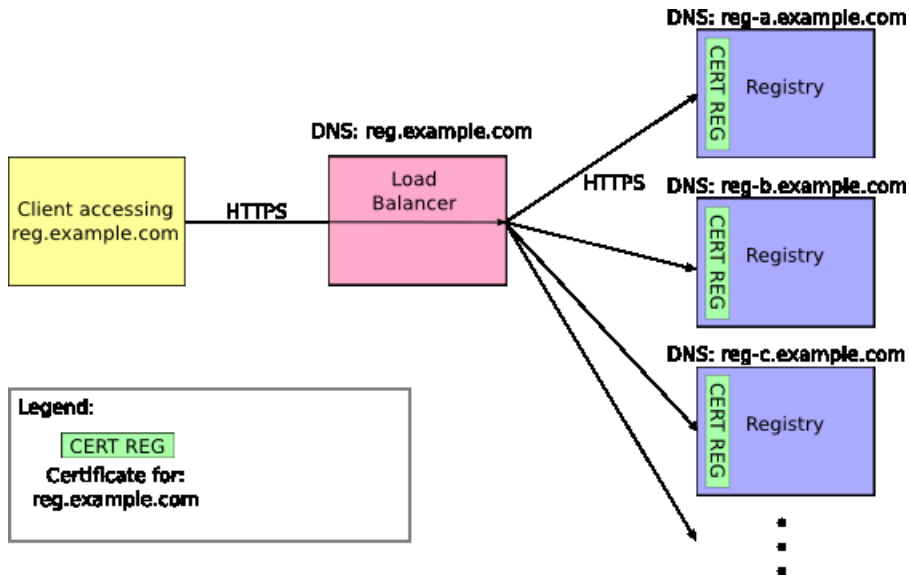 DNS: reg-a.example.com
CERT REG
Registry
DNS: reg.example.com
Load
Balancer
HTTPS
DNS: reg-b.example.com
Client accessing
reg.example.com
HTTPS
CERT REG
Registry
DNS: reg-c.example.com
CERT REG
Registry
Legend:
CERT REG
Certificate for:
reg.example.com